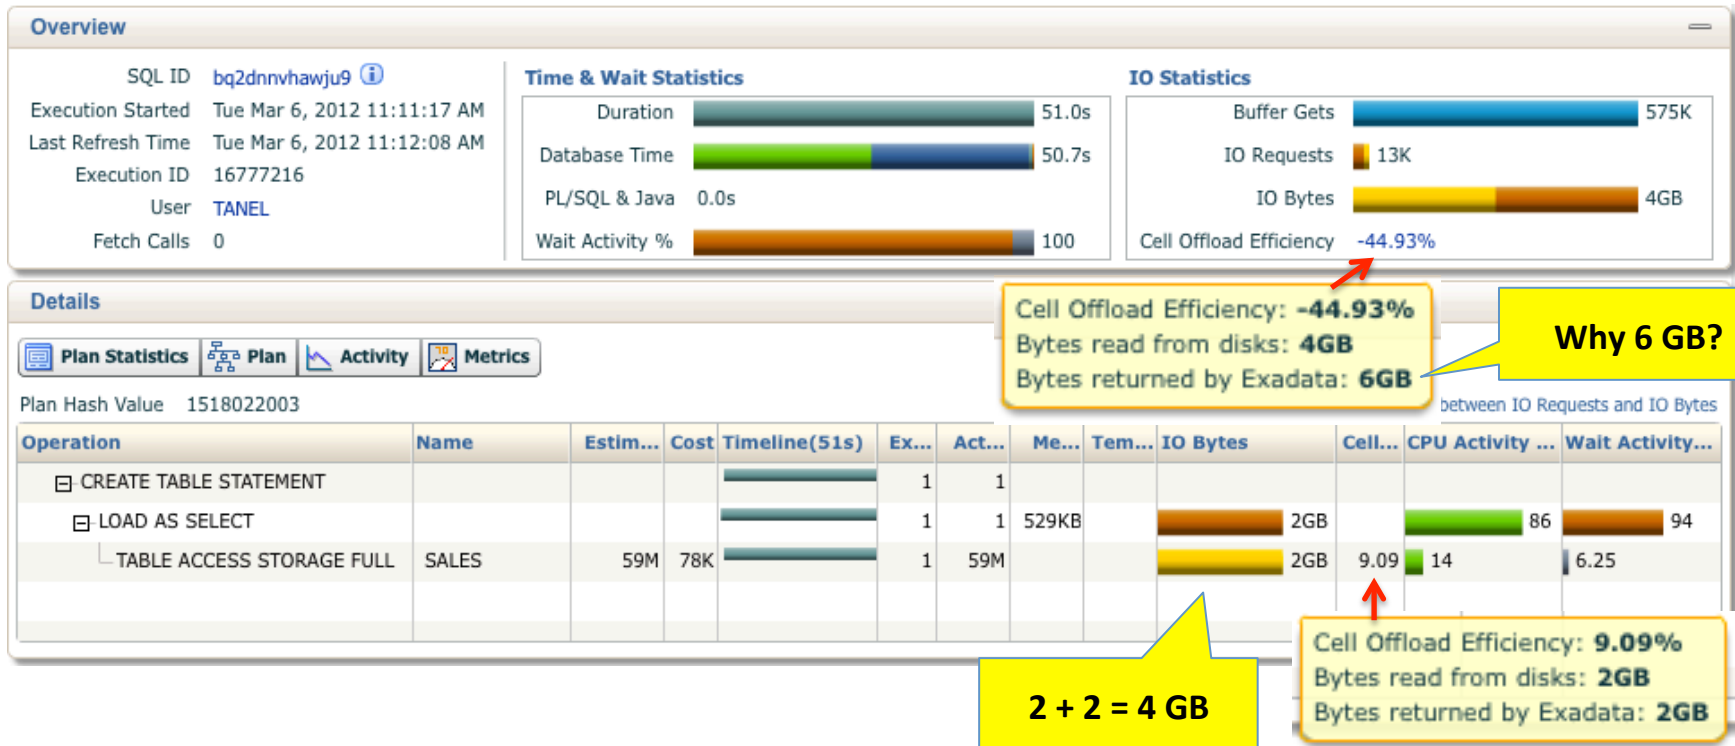 Overview
SQL ID bq2dnnvhawju9
Execution Started Tue Mar 6, 2012 11:11:17 AM
Last Refresh Time Tue Mar 6, 2012 11:12:08 AM
Execution ID 16777216
User TANEL
Fetch Calls 0
Time & Wait Statistics
Duration 51.0s
Database Time 50.7s
PL/SQL & Java 0.0s
Wait Activity % 100
IO Statistics
Buffer Gets 575K
IO Requests 13K
IO Bytes 4GB
Cell Offload Efficiency -44.93%
Details
Cell Offload Efficiency: -44.93%
Bytes read from disks: 4GB
Bytes returned by Exadata: 6GB
Why 6 GB?
Plan Statistics Plan Activity Metrics
Plan Hash Value 1518022003
between IO Requests and IO Bytes
Operation Name Estim... Cost Timeline(51s) Ex... Act... Me... Tem... IO Bytes Cell... CPU Activity ... Wait Activity...
CREATE TABLE STATEMENT 1 1
LOAD AS SELECT 1 1 529KB 2GB 86 94
TABLE ACCESS STORAGE FULL SALES 59M 78K 1 59M 2GB 9.09 14 6.25
2 + 2 = 4 GB
Cell Offload Efficiency: 9.09%
Bytes read from disks: 2GB
Bytes returned by Exadata: 2GB